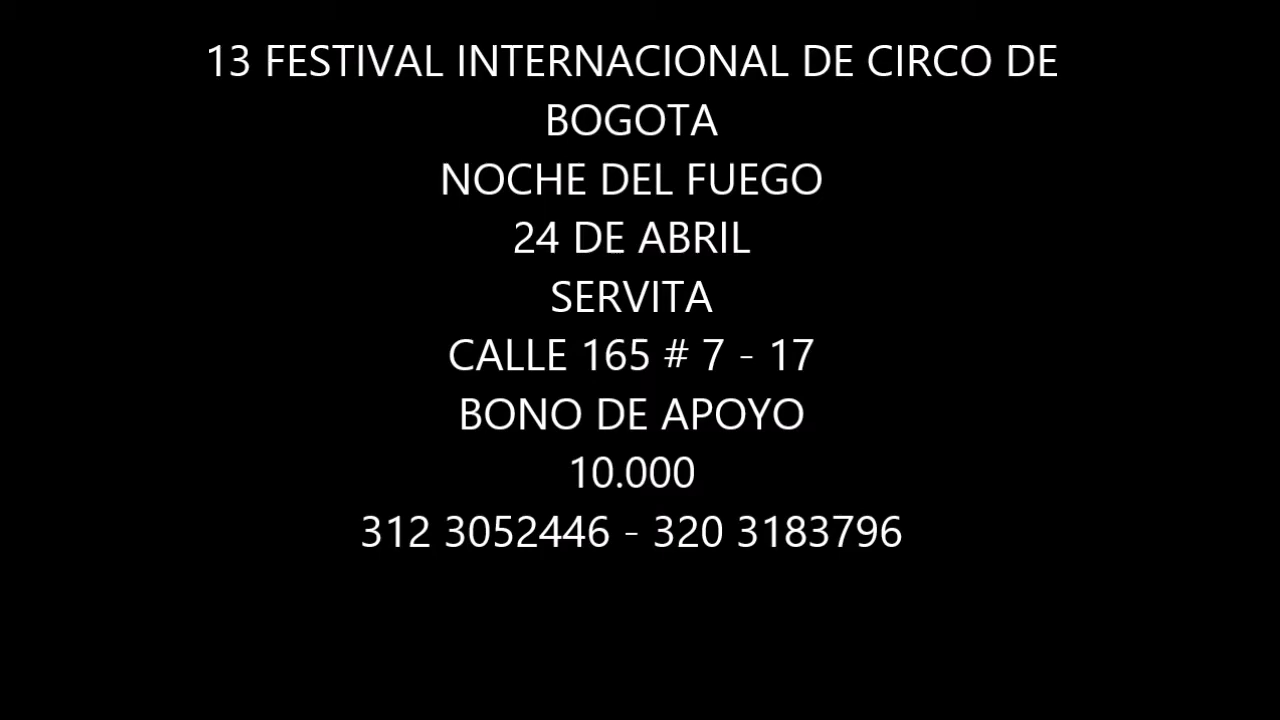 13 FESTIVAL INTERNACIONAL DE CIRCO DE
BOGOTA
NOCHE DEL FUEGO
24 DE ABRIL
SERVITA
CALLE 165 # 7 - 17
BONO DE APOYO
10.000
312 3052446 - 320 3183796